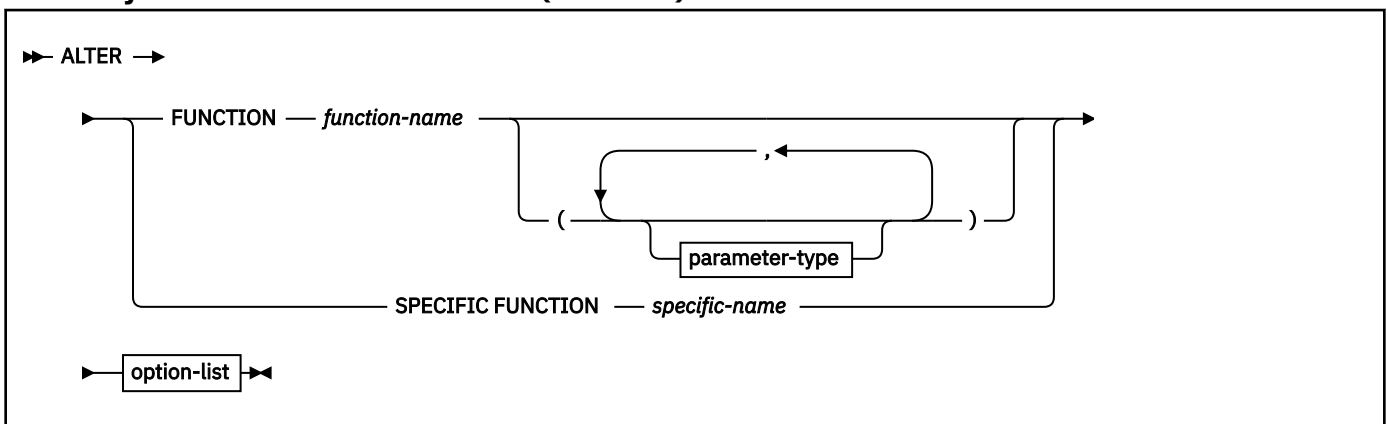 ALTER
FUNCTION function-name
,
( )
parameter-type
SPECIFIC FUNCTION specific-name
option-list